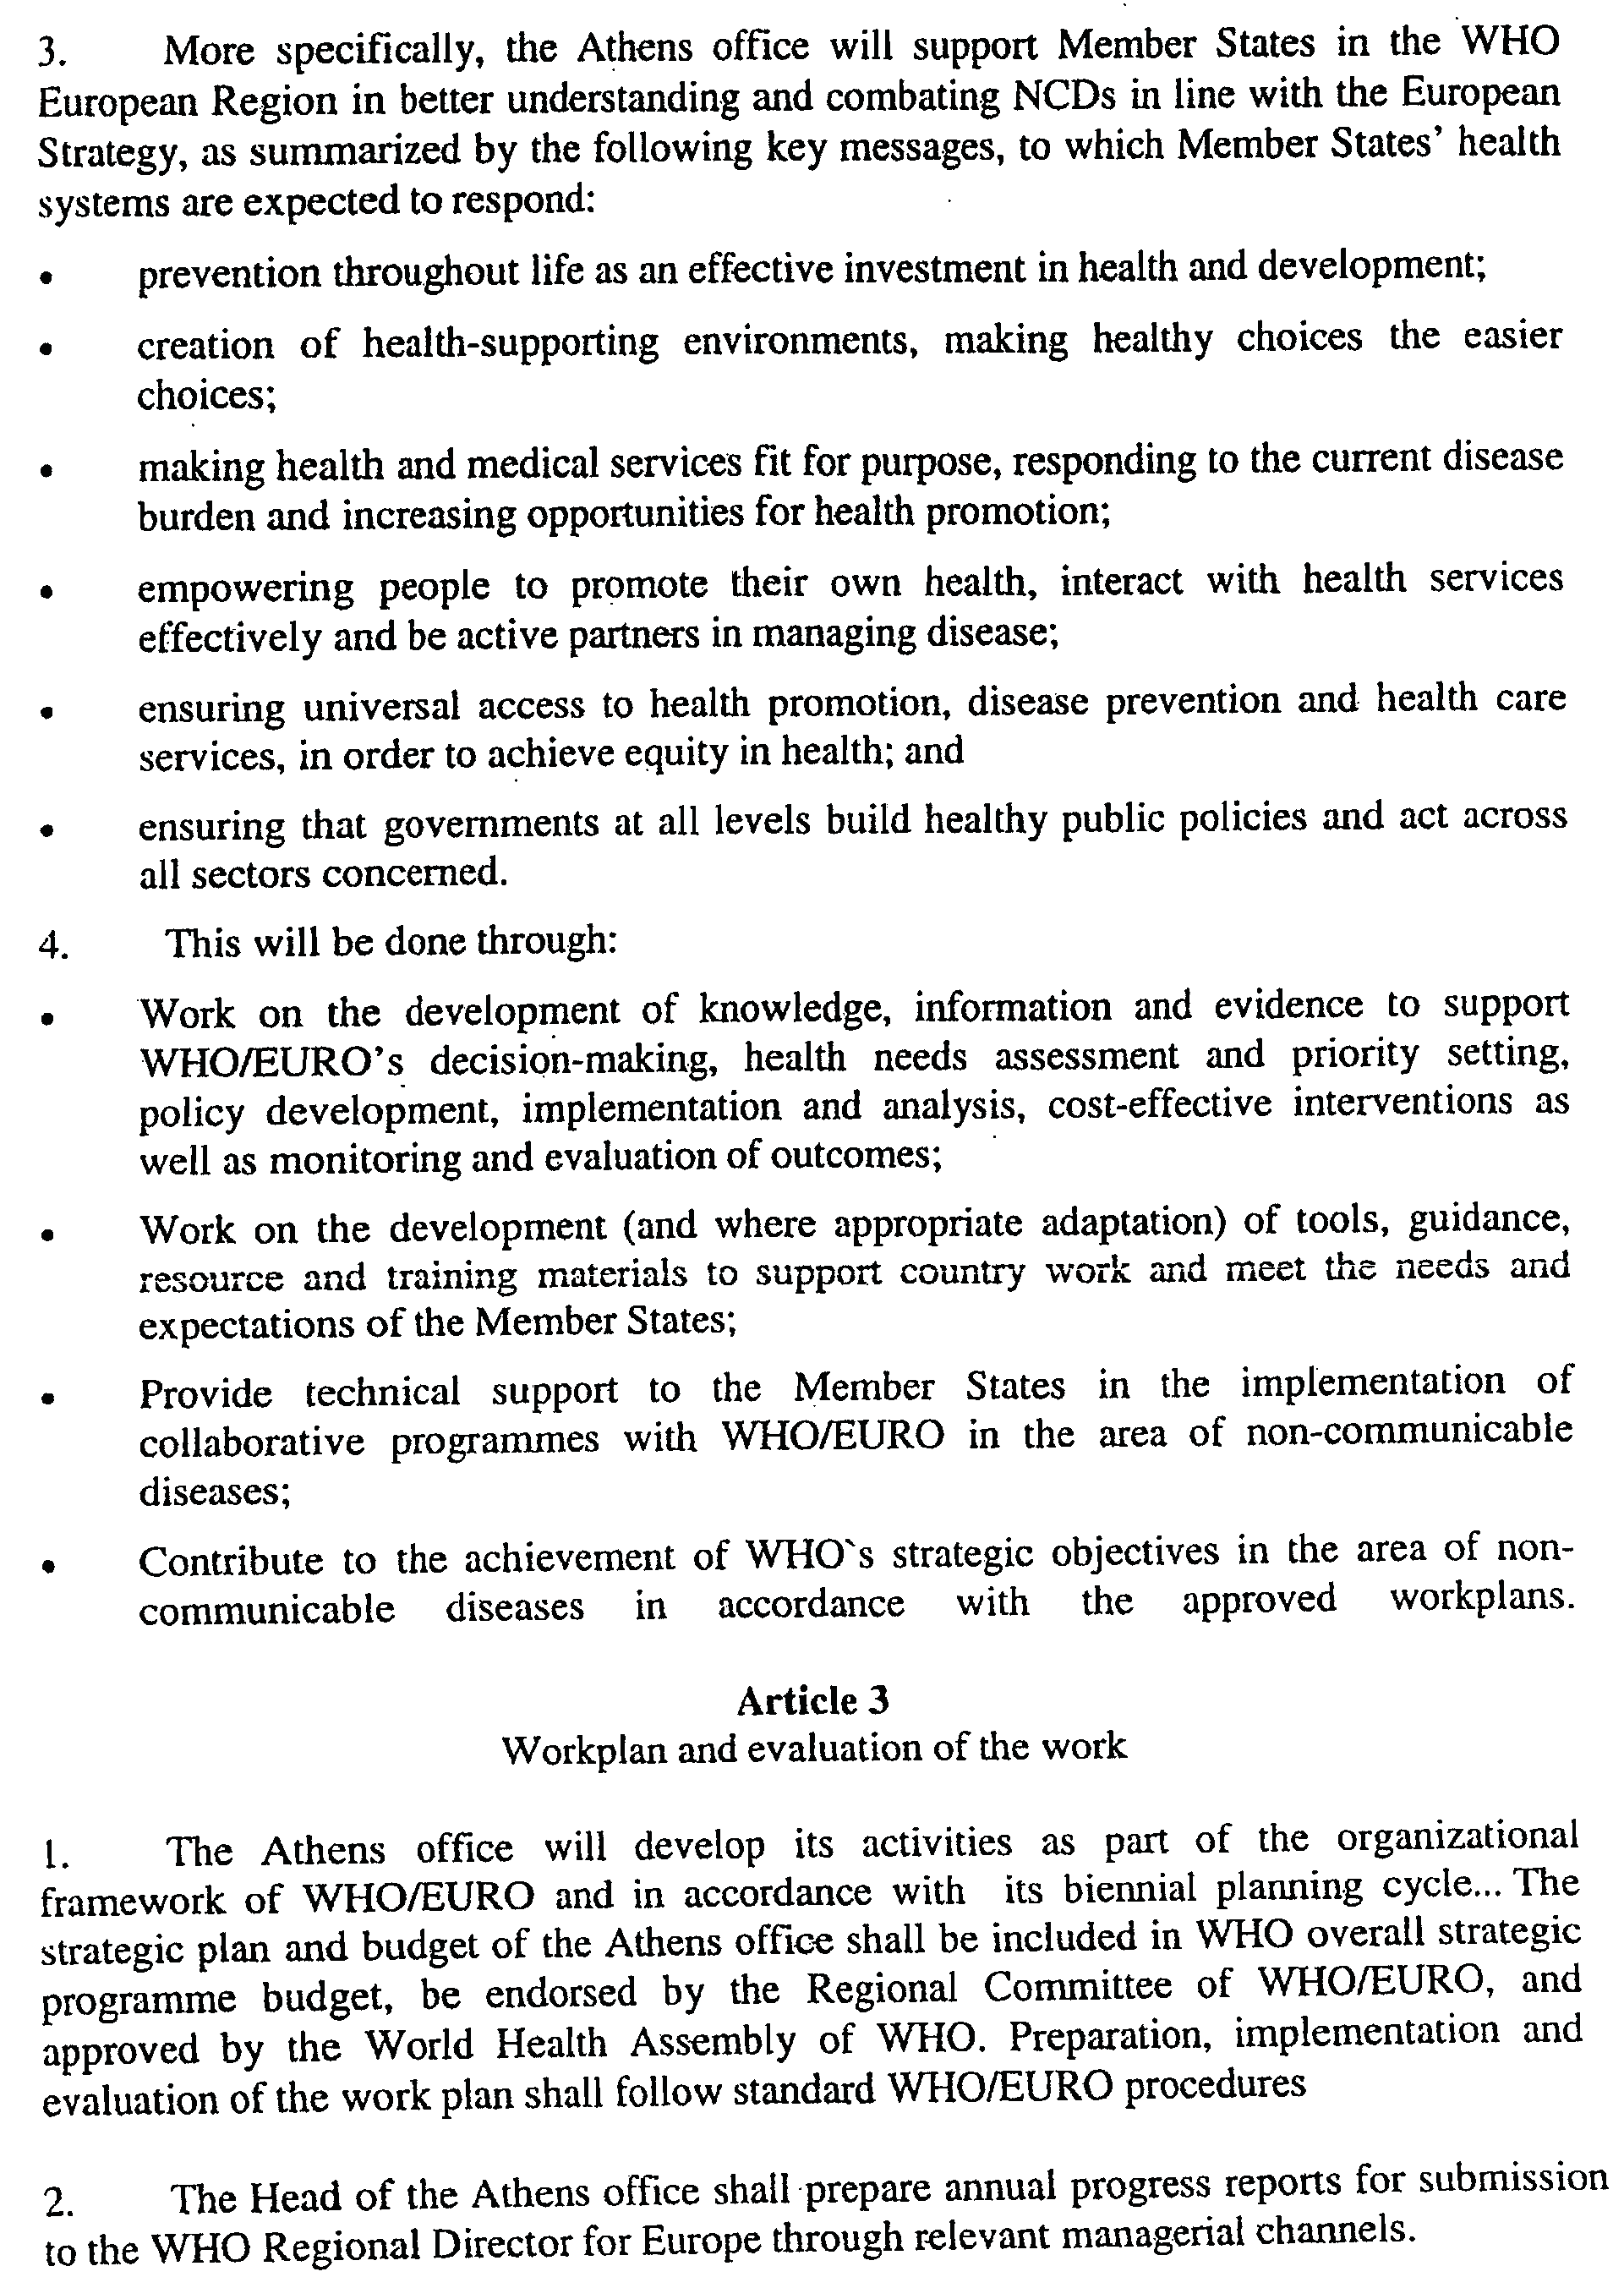 3. More specifically, the Athens office will support Member States in the WHO
European Region in better understanding and combating NCDs in line with the European
Strategy, as summarized by the following key messages, to which Member States' health
systems are expected to respond:
• prevention throughout life as an effective investment in health and development;
• creation of health-supporting environments, making healthy choices the easier
choices;
• making health and medical services fit for purpose, responding to the current disease
burden and increasing opportunities for health promotion;
• empowering people to promote their own health, interact with health services
effectively and be active partners in managing disease;
• ensuring universal access to health promotion, disease prevention and health care
services, in order to achieve equity in health; and
• ensuring that governments at all levels build healthy public policies and act across
all sectors concerned.
4. This will be done through:
• Work on the development of knowledge, information and evidence to support
WHO/EURO's decision-making, health needs assessment and priority setting,
policy development, implementation and analysis, cost-effective interventions as
well as monitoring and evaluation of outcomes;
• Work on the development (and where appropriate adaptation) of tools, guidance,
resource and training materials to support country work and meet the needs and
expectations of the Member States;
• Provide technical support to the Member States in the implementation of
collaborative programmes with WHO/EURO in the area of non-communicable
diseases;
• Contribute to the achievement of WHO`s strategic objectives in the area of non-
communicable diseases in accordance with the approved workplans.
Article 3
Workplan and evaluation of the work
1. The Athens office will develop its activities as part of the organizational
framework of WHO/EURO and in accordance with its biennial planning cycle... The
strategic plan and budget of the Athens office shall be included in WHO overall strategic
programme budget, be endorsed by the Regional Committee of WHO/EURO, and
approved by the World Health Assembly of WHO. Preparation, implementation and
evaluation of the work plan shall follow standard WHO/EURO procedures
2. The Head of the Athens office shall prepare annual progress reports for submission
to the WHO Regional Director for Europe through relevant managerial channels.